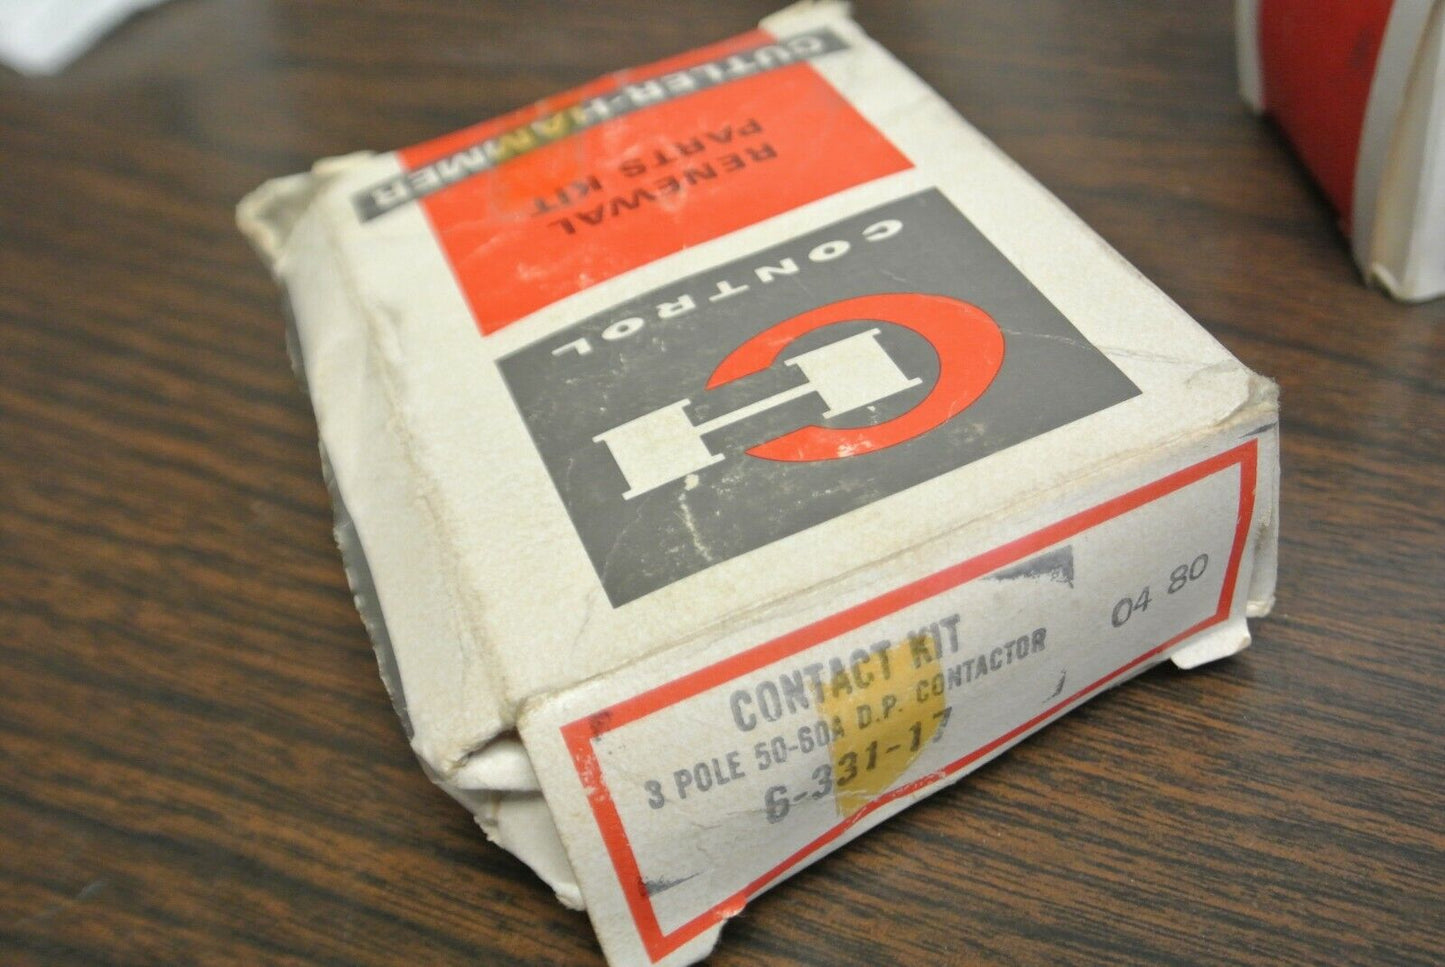 CUTLER-HAMMER
RENEWAL
PARTS KIT
CONTROL
CH
CONTACT KIT
3 POLE 50-60A D.P. CONTACTOR
6-331-17
04 80